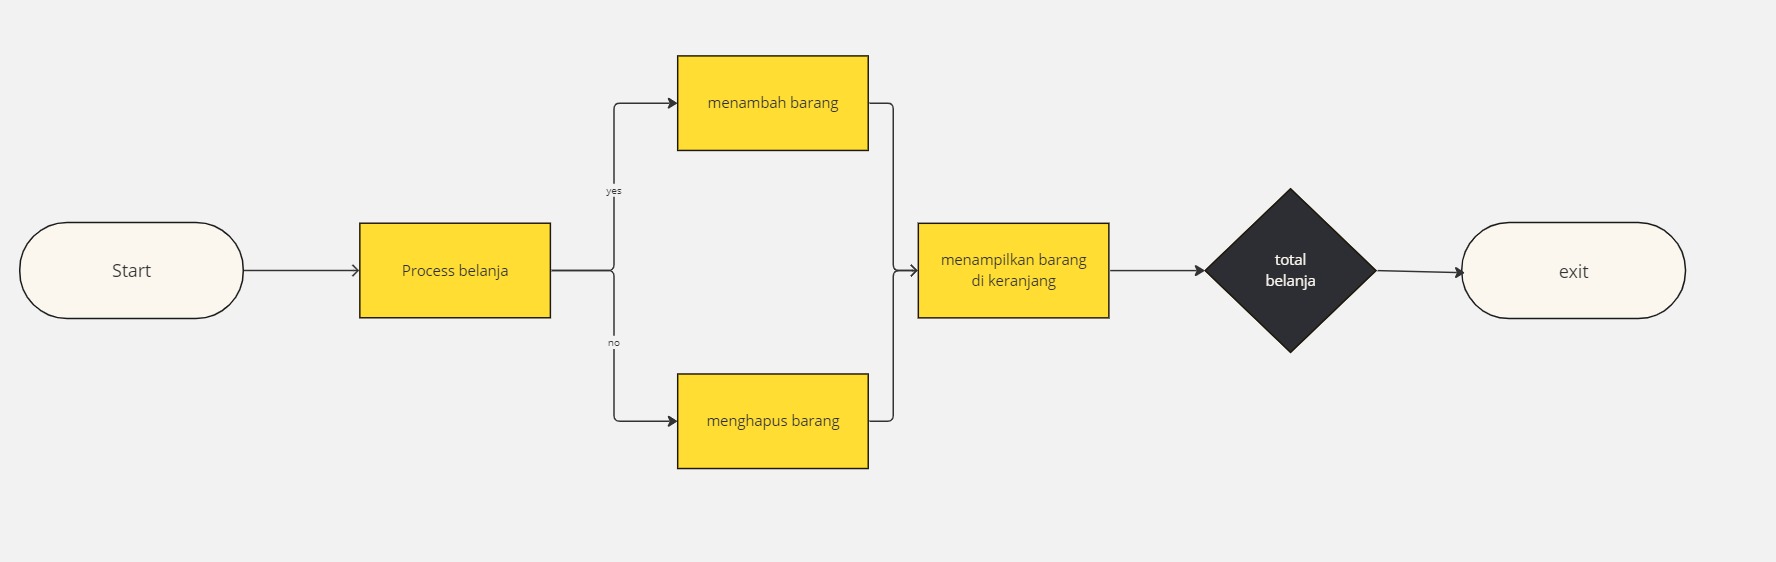 Start
Process belanja
yes
no
menambah barang
menghapus barang
menampilkan barang
di keranjang
total
belanja
exit